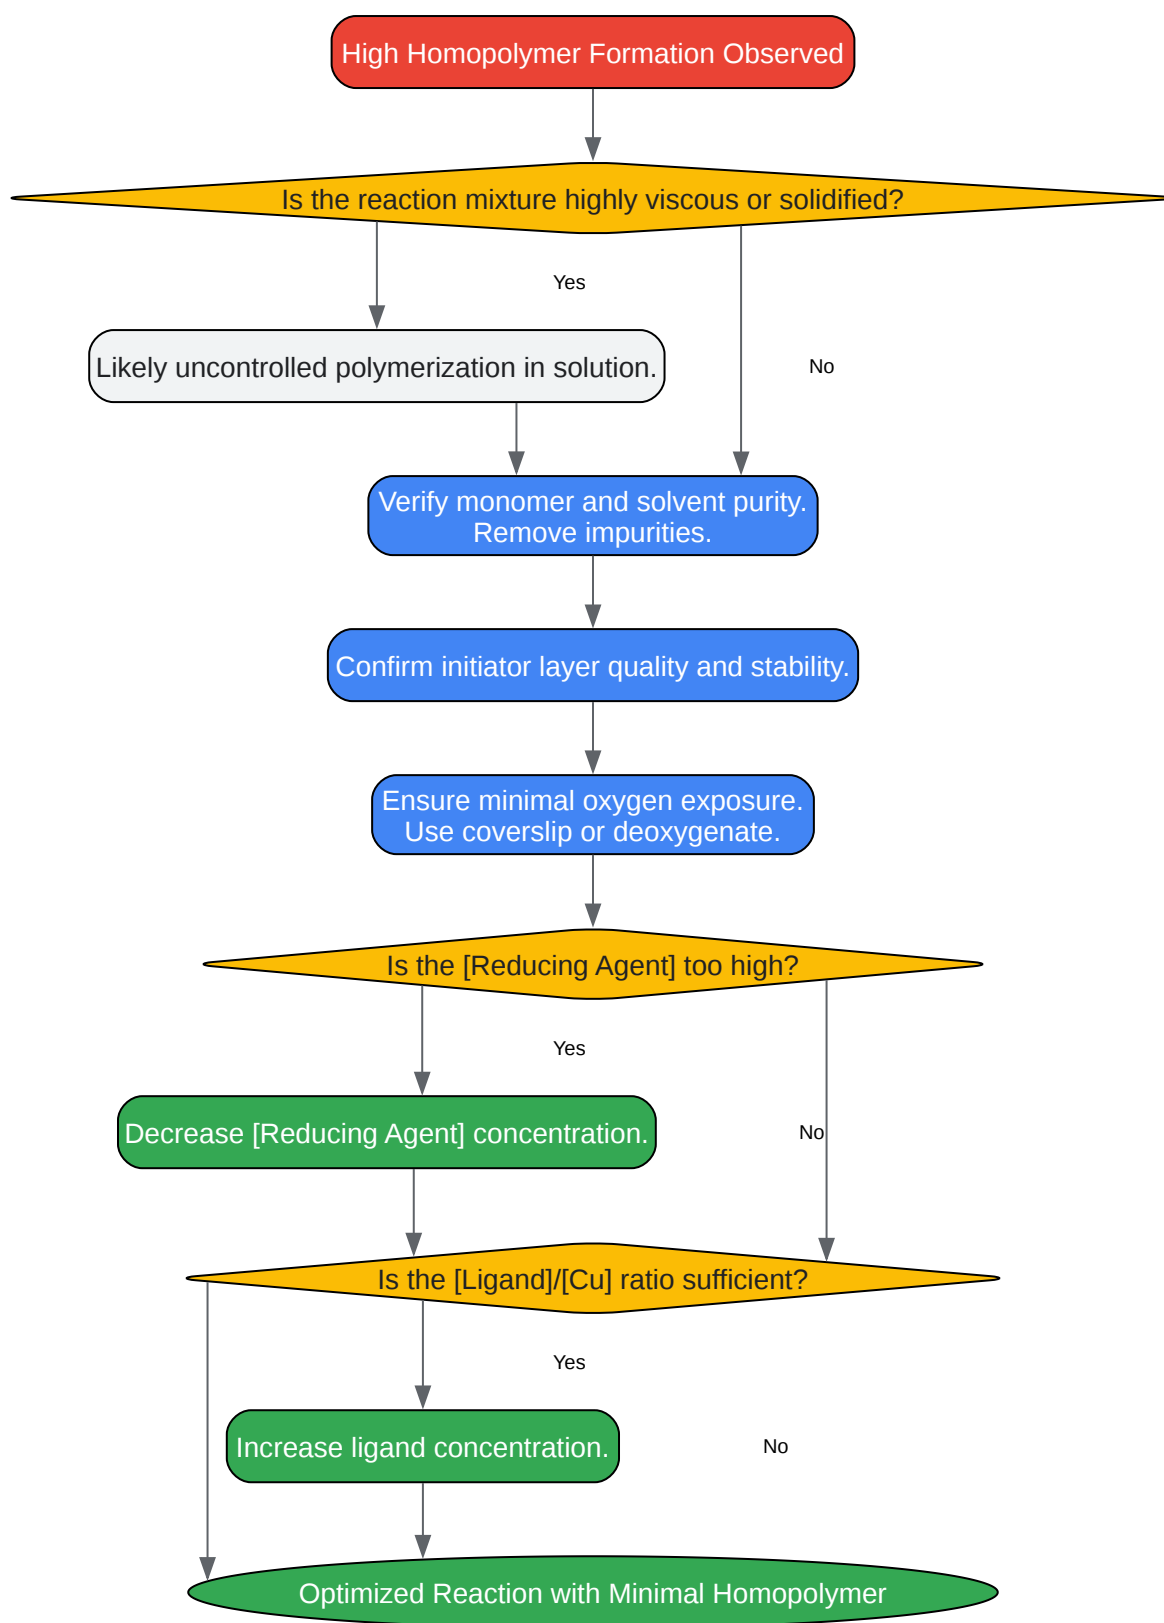 High Homopolymer Formation Observed
Is the reaction mixture highly viscous or solidified?
Yes
Likely uncontrolled polymerization in solution.
No
Verify monomer and solvent purity.
Remove impurities.
Confirm initiator layer quality and stability.
Ensure minimal oxygen exposure.
Use coverslip or deoxygenate.
Is the [Reducing Agent] too high?
Yes
Decrease [Reducing Agent] concentration.
No
Is the [Ligand]/[Cu] ratio sufficient?
Yes
Increase ligand concentration.
No
Optimized Reaction with Minimal Homopolymer